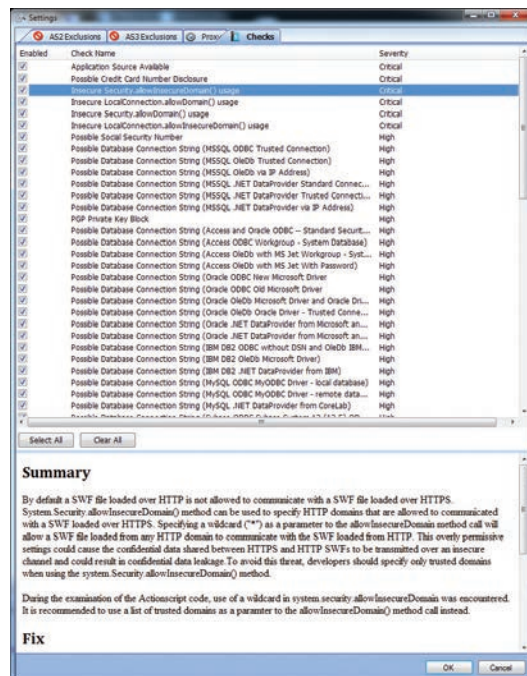 Settings
AS2 Exclusions AS3 Exclusions Proxy Checks
Enabled Check Name Severity
Application Source Available Critical
Possible Credit Card Number Disclosure Critical
Insecure Security.allowInsecureDomain() usage Critical
Insecure LocalConnection.allowDomain() usage Critical
Insecure Security.allowDomain() usage Critical
Insecure LocalConnection.allowInsecureDomain() usage Critical
Possible Social Security Number High
Possible Database Connection String (MSSQL ODBC Trusted Connection) High
Possible Database Connection String (MSSQL OleDb Trusted Connection) High
Possible Database Connection String (MSSQL OleDb via IP Address) High
Possible Database Connection String (MSSQL .NET DataProvider Standard Connec... High
Possible Database Connection String (MSSQL .NET DataProvider Trusted Connecti... High
Possible Database Connection String (MSSQL .NET DataProvider via IP Address) High
PGP Private Key Block High
Possible Database Connection String (Access and Oracle ODBC -- Standard Securit... High
Possible Database Connection String (Access ODBC Workgroup - System Database) High
Possible Database Connection String (Access OleDb with MS Jet Workgroup - Syst... High
Possible Database Connection String (Access OleDb with MS Jet With Password) High
Possible Database Connection String (Oracle ODBC New Microsoft Driver High
Possible Database Connection String (Oracle ODBC Old Microsoft Driver High
Possible Database Connection String (Oracle OleDb Microsoft Driver and Oracle Dri... High
Possible Database Connection String (Oracle OleDb Oracle Driver - Trusted Conne... High
Possible Database Connection String (Oracle .NET DataProvider from Microsoft an... High
Possible Database Connection String (Oracle .NET DataProvider from Microsoft an... High
Possible Database Connection String (IBM DB2 ODBC without DSN and OleDb IBM... High
Possible Database Connection String (IBM DB2 OleDb Microsoft Driver) High
Possible Database Connection String (IBM DB2 .NET DataProvider from IBM) High
Possible Database Connection String (MySQL ODBC MyODBC Driver - local database) High
Possible Database Connection String (MySQL ODBC MyODBC Driver - remote data... High
Possible Database Connection String (MySQL .NET DataProvider from CoreLab) High
Possible Database Connection String (Sybase ODBC Sybase System High
Select All Clear All
Summary
By default a SWF file loaded over HTTP is not allowed to communicate with a SWF file loaded over HTTPS.
System.Security.allowInsecureDomain() method can be used to specify HTTP domains that are allowed to communicated
with a SWF loaded over HTTPS. Specifying a wildcard ("*") as a parameter to the allowInsecureDomain method call will
allow a SWF file loaded from any HTTP domain to communicate with the SWF loaded from HTTP. This overly permissive
settings could cause the confidential data shared between HTTPS and HTTP SWFs to be transmitted over an insecure
channel and could result in confidential data leakage.To avoid this threat, developers should specify only trusted domains
when using the system.Security.allowInsecureDomain() method.
During the examination of the Actionscript code, use of a wildcard in system.security.allowInsecureDomain was encountered.
It is recommended to use a list of trusted domains as a paramter to the allowInsecureDomain() method call instead.
Fix
OK Cancel